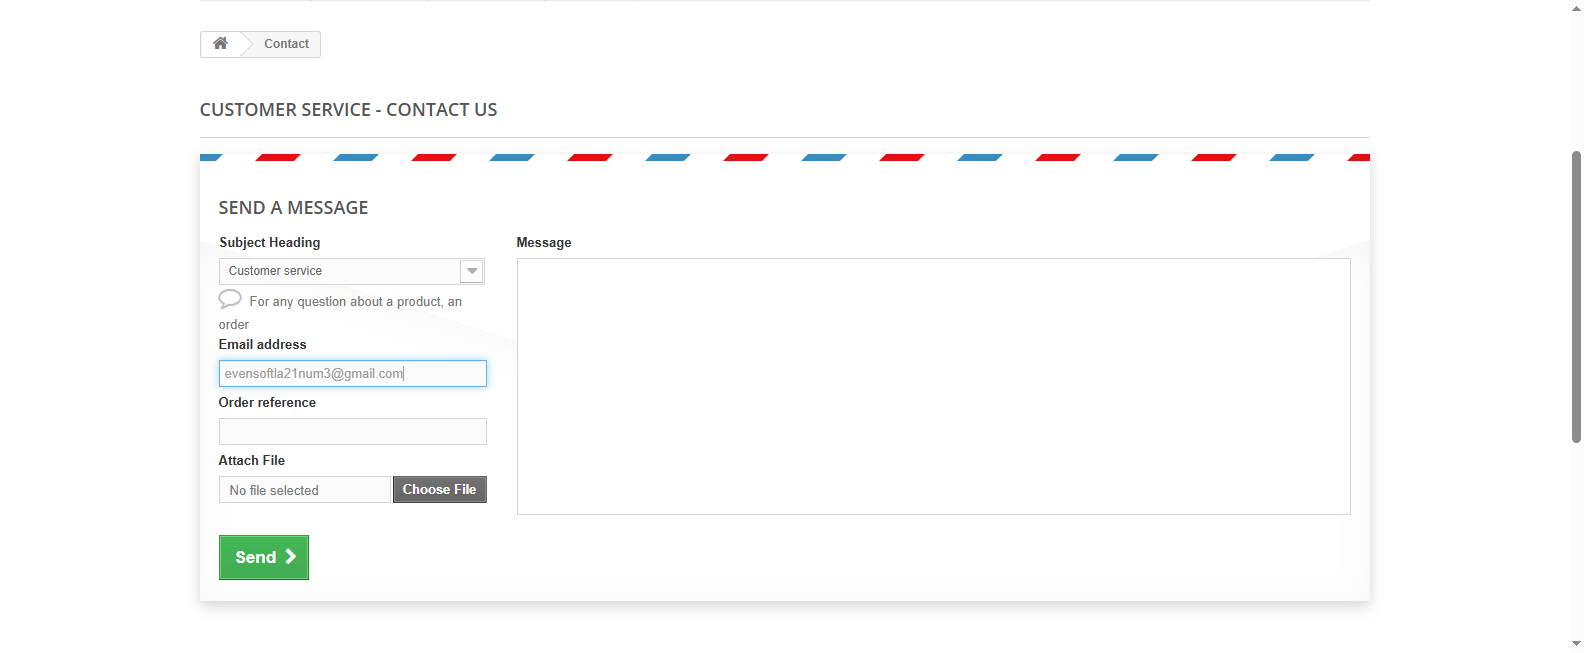 Contact
CUSTOMER SERVICE - CONTACT US
SEND A MESSAGE
Subject Heading
Customer service
For any question about a product, an
order
Email address
evensoftla21num3@gmail.com
Order reference
Attach File
No file selected
Choose File
Send
Message